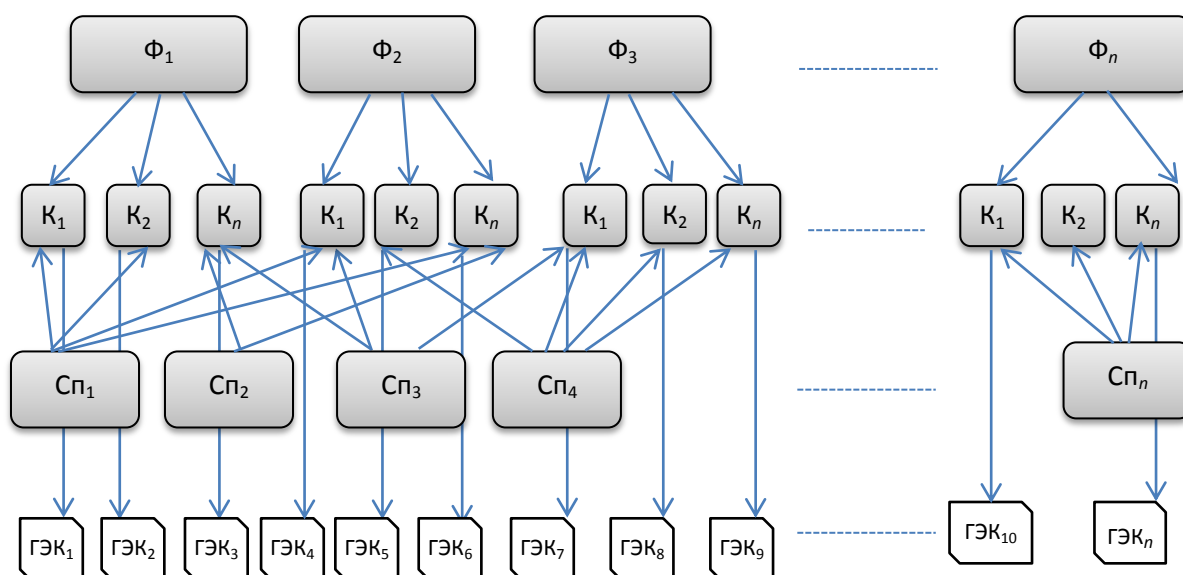 Ф₁ Ф₂ Ф₃ Фₙ
К₁ К₂ Кₙ К₁ К₂ Кₙ К₁ К₂ Кₙ К₁ К₂ Кₙ
Сп₁ Сп₂ Сп₃ Сп₄ Спₙ
ГЭК₁ ГЭК₂ ГЭК₃ ГЭК₄ ГЭК₅ ГЭК₆ ГЭК₇ ГЭК₈ ГЭК₉ ГЭК₁₀ ГЭКₙ